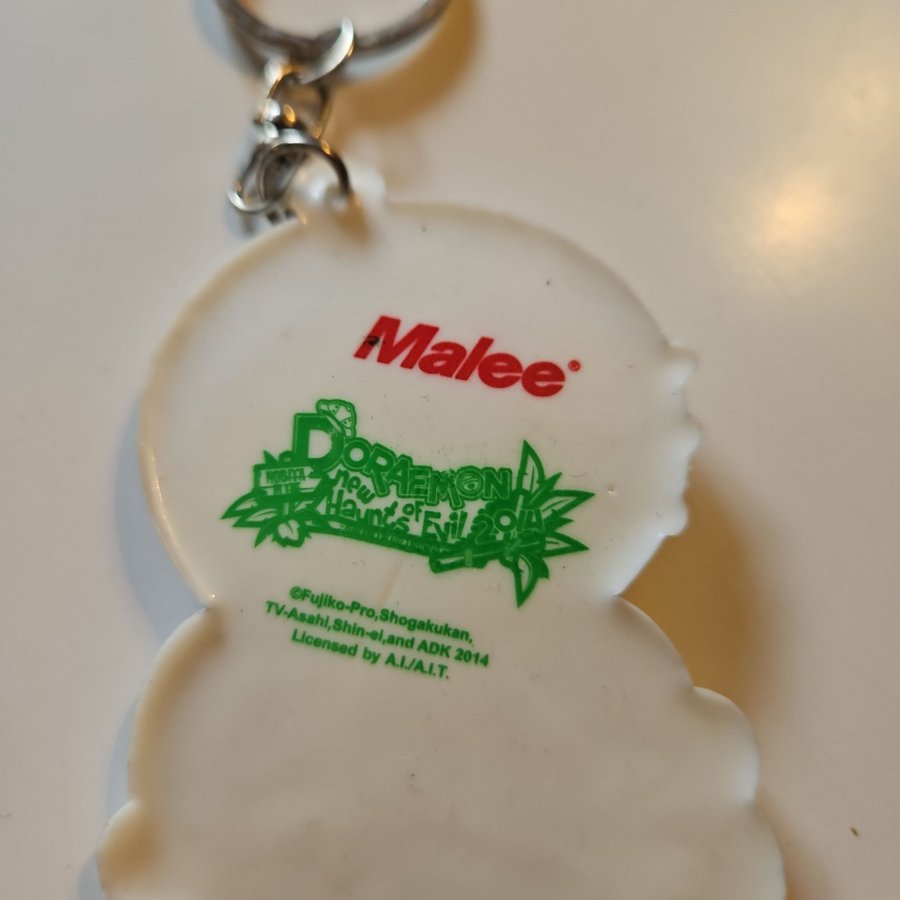 Malee
DORAEMON
new
Haunts of Evil 2014
©Fujiko-Pro,Shogakukan,
TV-Asahi,Shin-ei,and ADK 2014
Licensed by A.I./A.I.T.